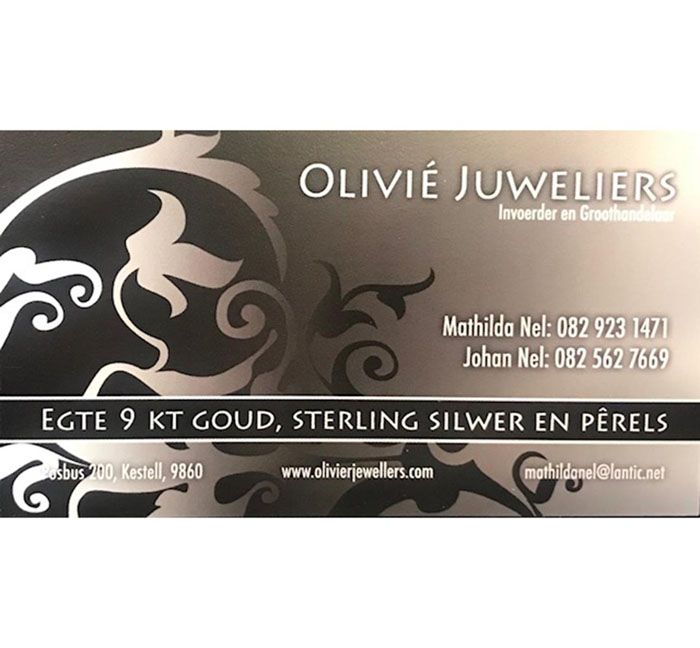 OLIVIÉ JUWELIERS
Invoerder en Groothandelaar
Mathilda Nel: 082 923 1471
Johan Nel: 082 562 7669
EGTE 9 KT GOUD, STERLING SILWER EN PÊRELS
Posbus 200, Kestell, 9860
www.olivierjewellers.com
mathildanel@lantic.net